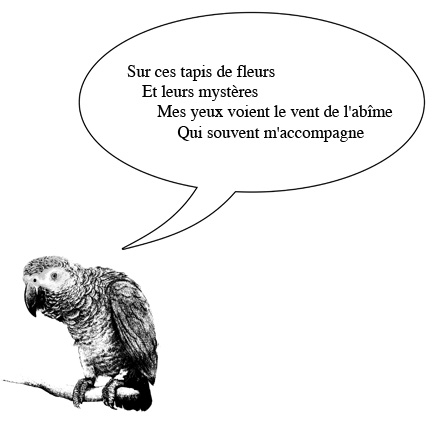 Sur ces tapis de fleurs
Et leurs mystères
Mes yeux voient le vent de l'abîme
Qui souvent m'accompagne